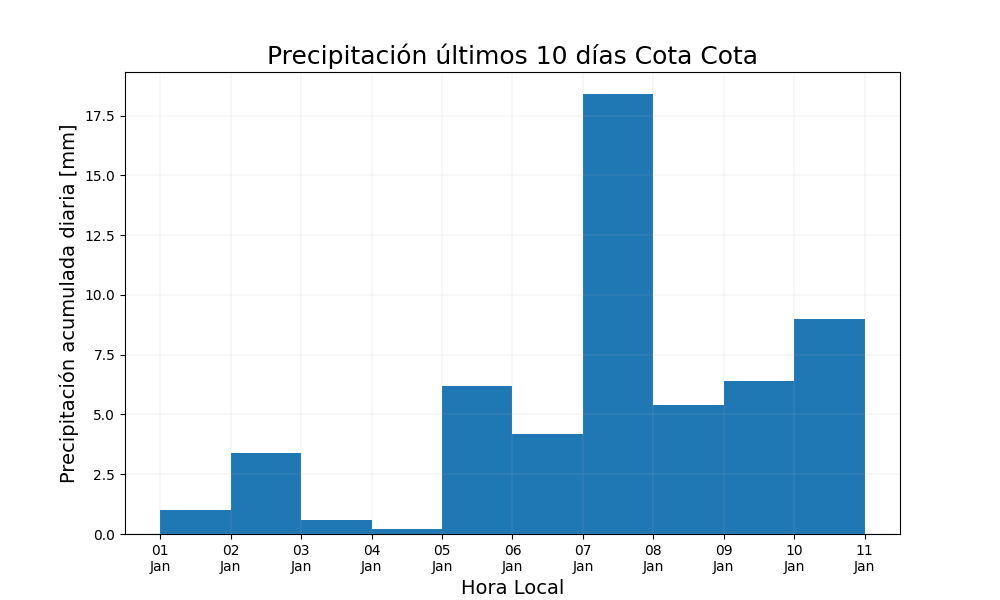 Precipitación últimos 10 días Cota Cota
Precipitación acumulada diaria [mm]
17.5
15.0
12.5
10.0
7.5
5.0
2.5
0.0
01 02 03 04 05 06 07 08 09 10 11
Jan Jan Jan Jan Jan Jan Jan Jan Jan Jan Jan
Hora Local